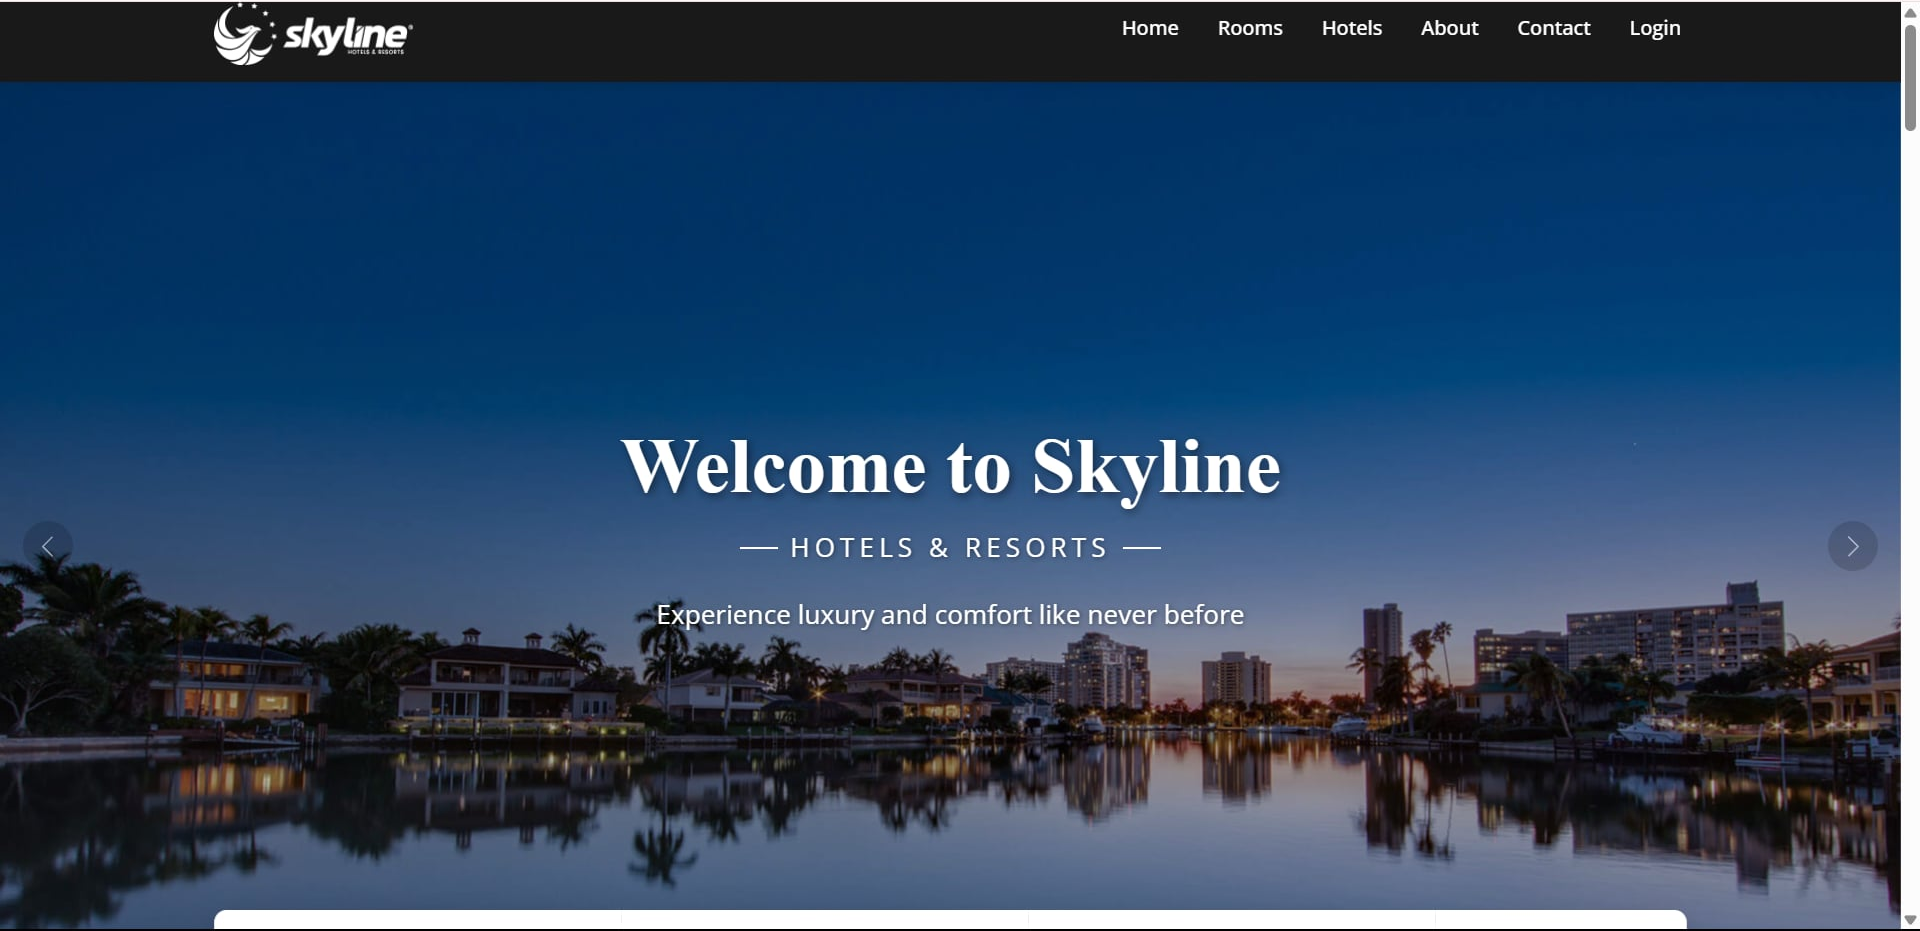 skyline
HOTELS & RESORTS
Home Rooms Hotels About Contact Login
Welcome to Skyline
HOTELS & RESORTS
Experience luxury and comfort like never before